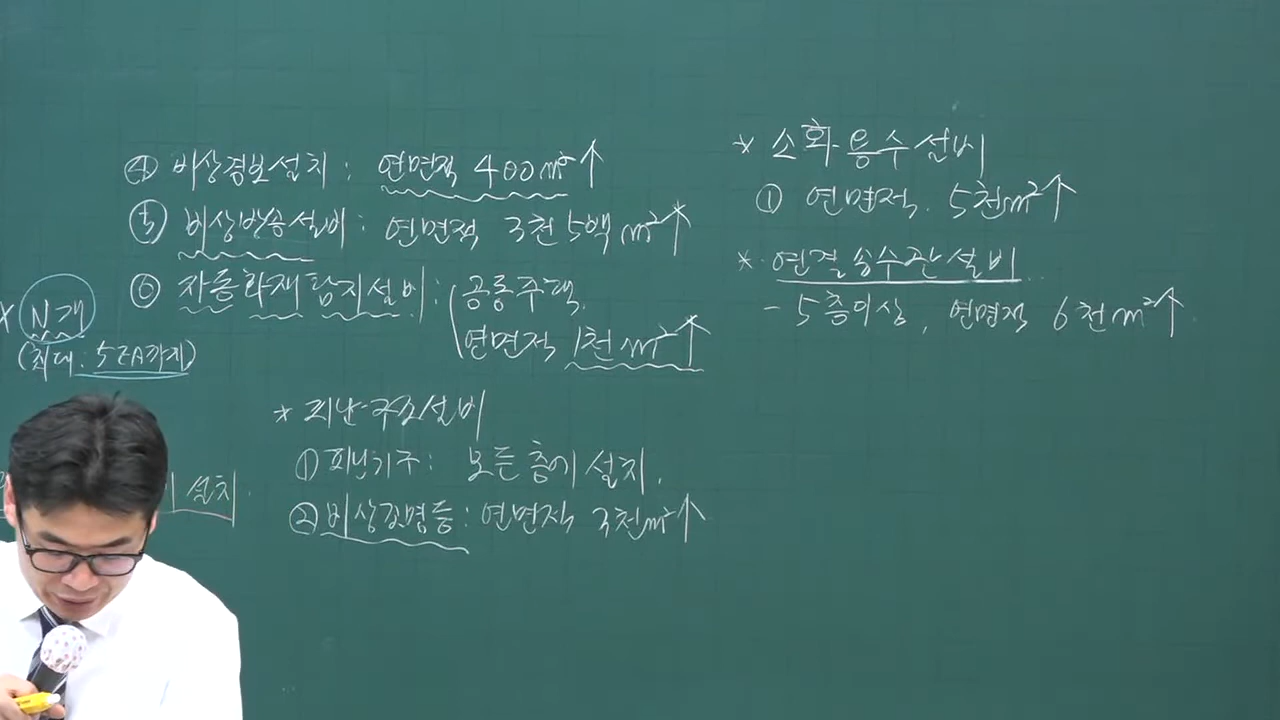 ④ 비상경보설치 : 연면적 400m²↑
⑤ 비상방송설비 : 연면적 3천5백m²↑
⑥ 자동화재탐지설비 : 공동주택.
연면적 1천m²↑
N개
(최대. 5ZA까지)
설치
* 피난구조설비
① 피난기구 : 모든 층에 설치.
② 비상조명등 : 연면적 3천m²↑
* 소화용수설비
① 연면적. 5천m²↑
* 연결송수관설비
- 5층이상, 연면적 6천m²↑